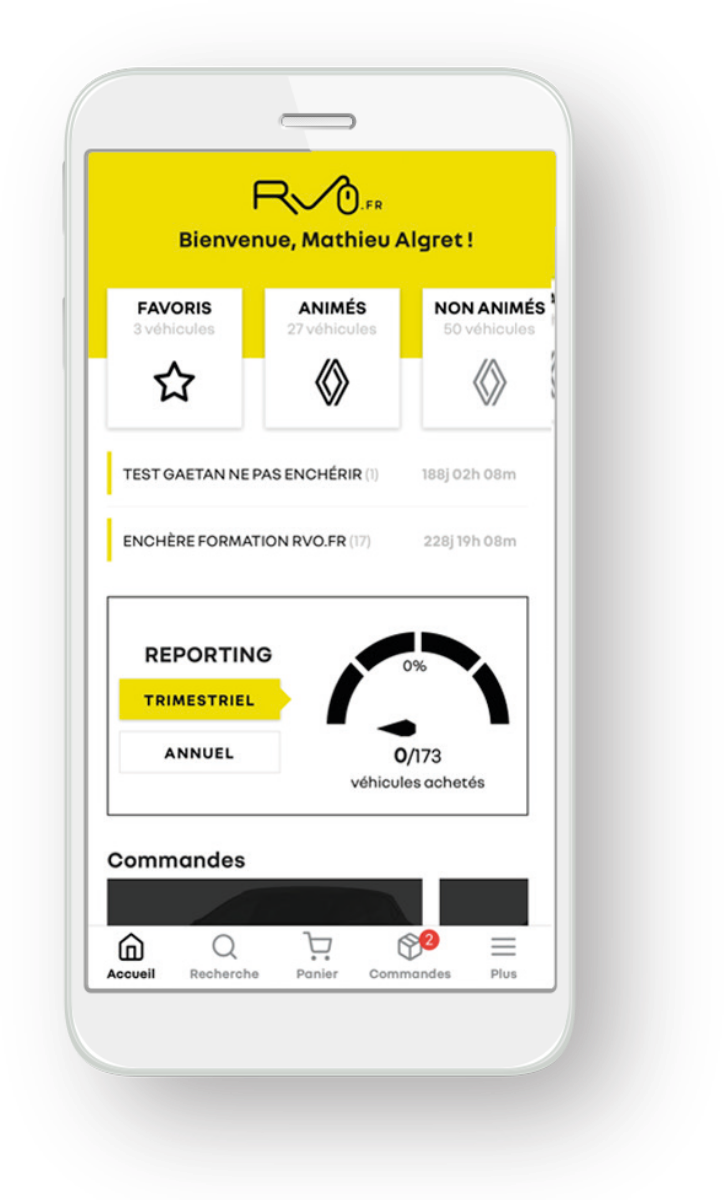 RVO.FR
Bienvenue, Mathieu Algret !
FAVORIS
3 véhicules
ANIMÉS
27 véhicules
NON ANIMÉS
50 véhicules
TEST GAETAN NE PAS ENCHÉRIR (1) 188j 02h 08m
ENCHÈRE FORMATION RVO.FR (17) 228j 19h 08m
REPORTING
TRIMESTRIEL
ANNUEL
0%
0/173
véhicules achetés
Commandes
2
Accueil Recherche Panier Commandes Plus